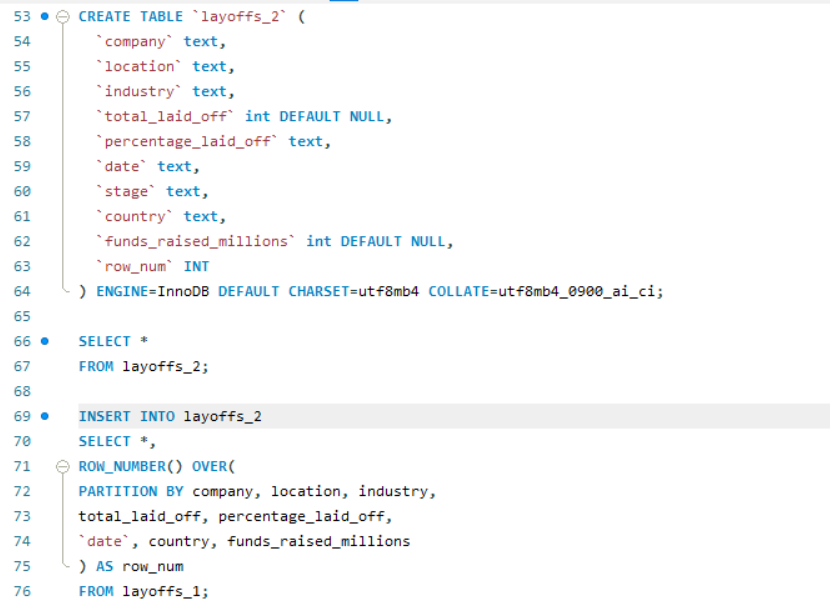 53 CREATE TABLE `layoffs_2` (
54 `company` text,
55 `location` text,
56 `industry` text,
57 `total_laid_off` int DEFAULT NULL,
58 `percentage_laid_off` text,
59 `date` text,
60 `stage` text,
61 `country` text,
62 `funds_raised_millions` int DEFAULT NULL,
63 `row_num` INT
64 ) ENGINE=InnoDB DEFAULT CHARSET=utf8mb4 COLLATE=utf8mb4_0900_ai_ci;
65
66 SELECT *
67 FROM layoffs_2;
68
69 INSERT INTO layoffs_2
70 SELECT *,
71 ROW_NUMBER() OVER(
72 PARTITION BY company, location, industry,
73 total_laid_off, percentage_laid_off,
74 `date`, country, funds_raised_millions
75 ) AS row_num
76 FROM layoffs_1;